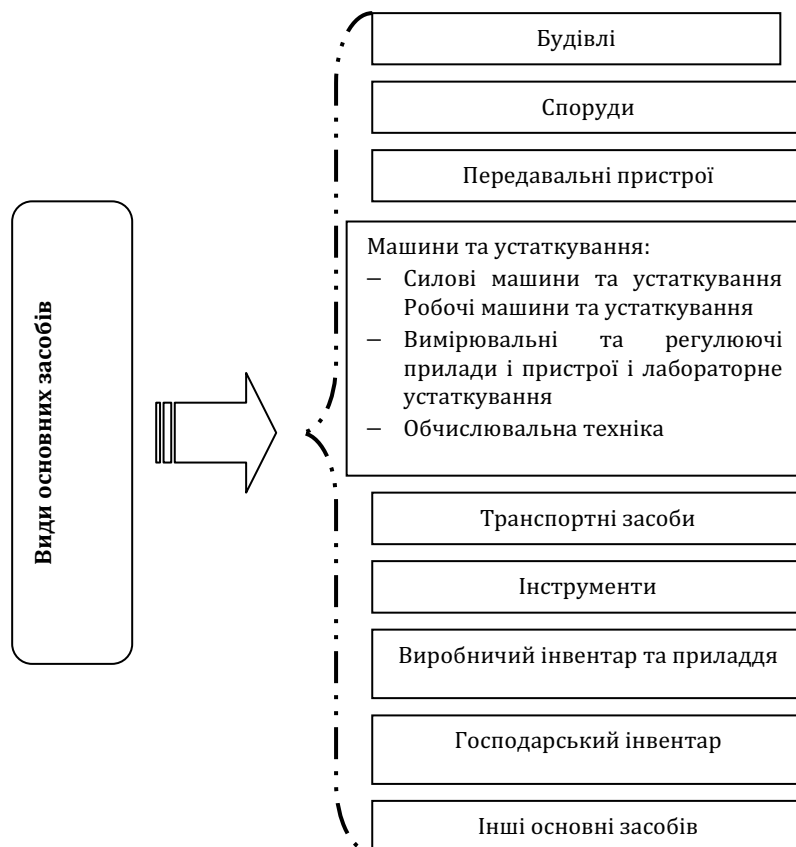 Види основних засобів
Будівлі
Споруди
Передавальні пристрої
Машини та устаткування:
− Силові машини та устаткування
Робочі машини та устаткування
− Вимірювальні та регулюючі
прилади і пристрої і лабораторне
устаткування
− Обчислювальна техніка
Транспортні засоби
Інструменти
Виробничий інвентар та приладдя
Господарський інвентар
Інші основні засобів